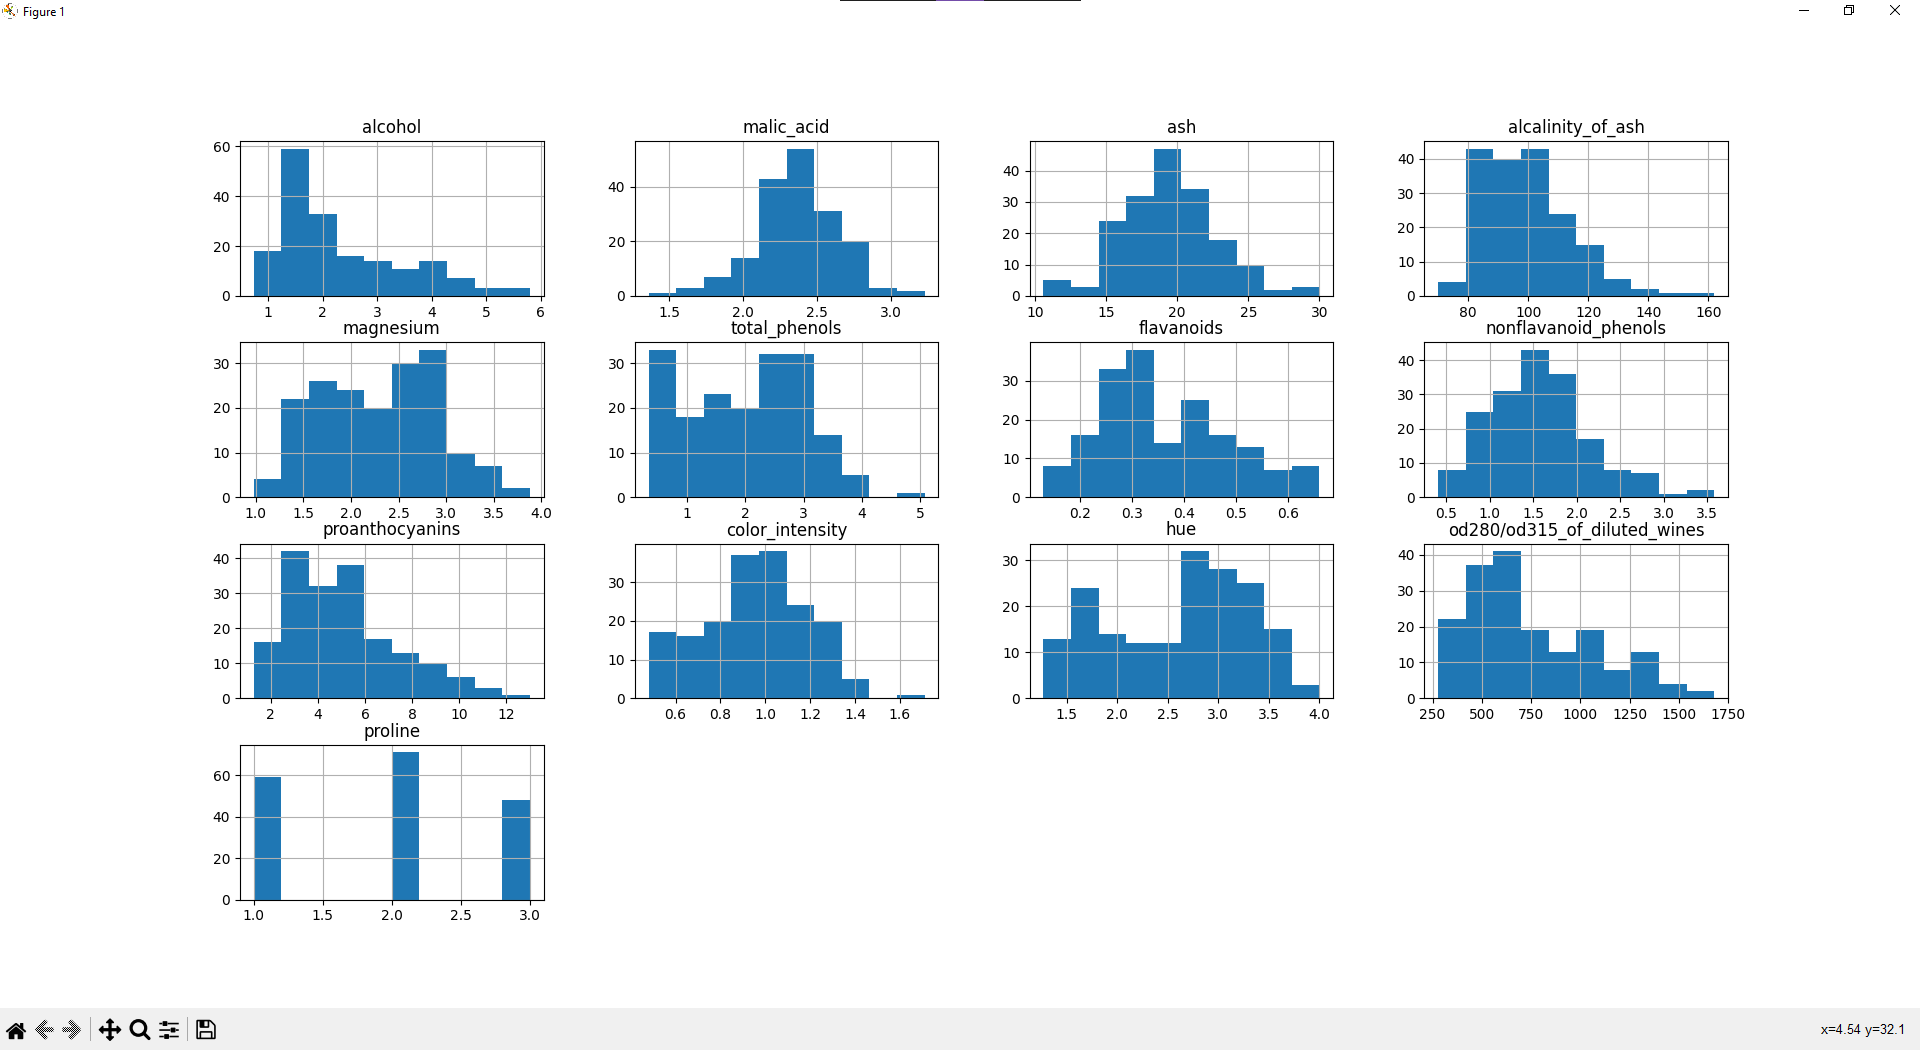 Figure 1
alcohol
malic_acid
ash
alcalinity_of_ash
60
40
20
0
1 2 3 4 5 6
40
20
0
1.5 2.0 2.5 3.0
40
30
20
10
0
10 15 20 25 30
40
30
20
10
0
80 100 120 140 160
magnesium
total_phenols
flavanoids
nonflavanoid_phenols
30
20
10
0
1.0 1.5 2.0 2.5 3.0 3.5 4.0
30
20
10
0
1 2 3 4 5
30
20
10
0
0.2 0.3 0.4 0.5 0.6
40
30
20
10
0
0.5 1.0 1.5 2.0 2.5 3.0 3.5
proanthocyanins
color_intensity
hue
od280/od315_of_diluted_wines
40
30
20
10
0
2 4 6 8 10 12
30
20
10
0
0.6 0.8 1.0 1.2 1.4 1.6
30
20
10
0
1.5 2.0 2.5 3.0 3.5 4.0
40
30
20
10
0
250 500 750 1000 1250 1500 1750
proline
60
40
20
0
1.0 1.5 2.0 2.5 3.0
x=4.54 y=32.1